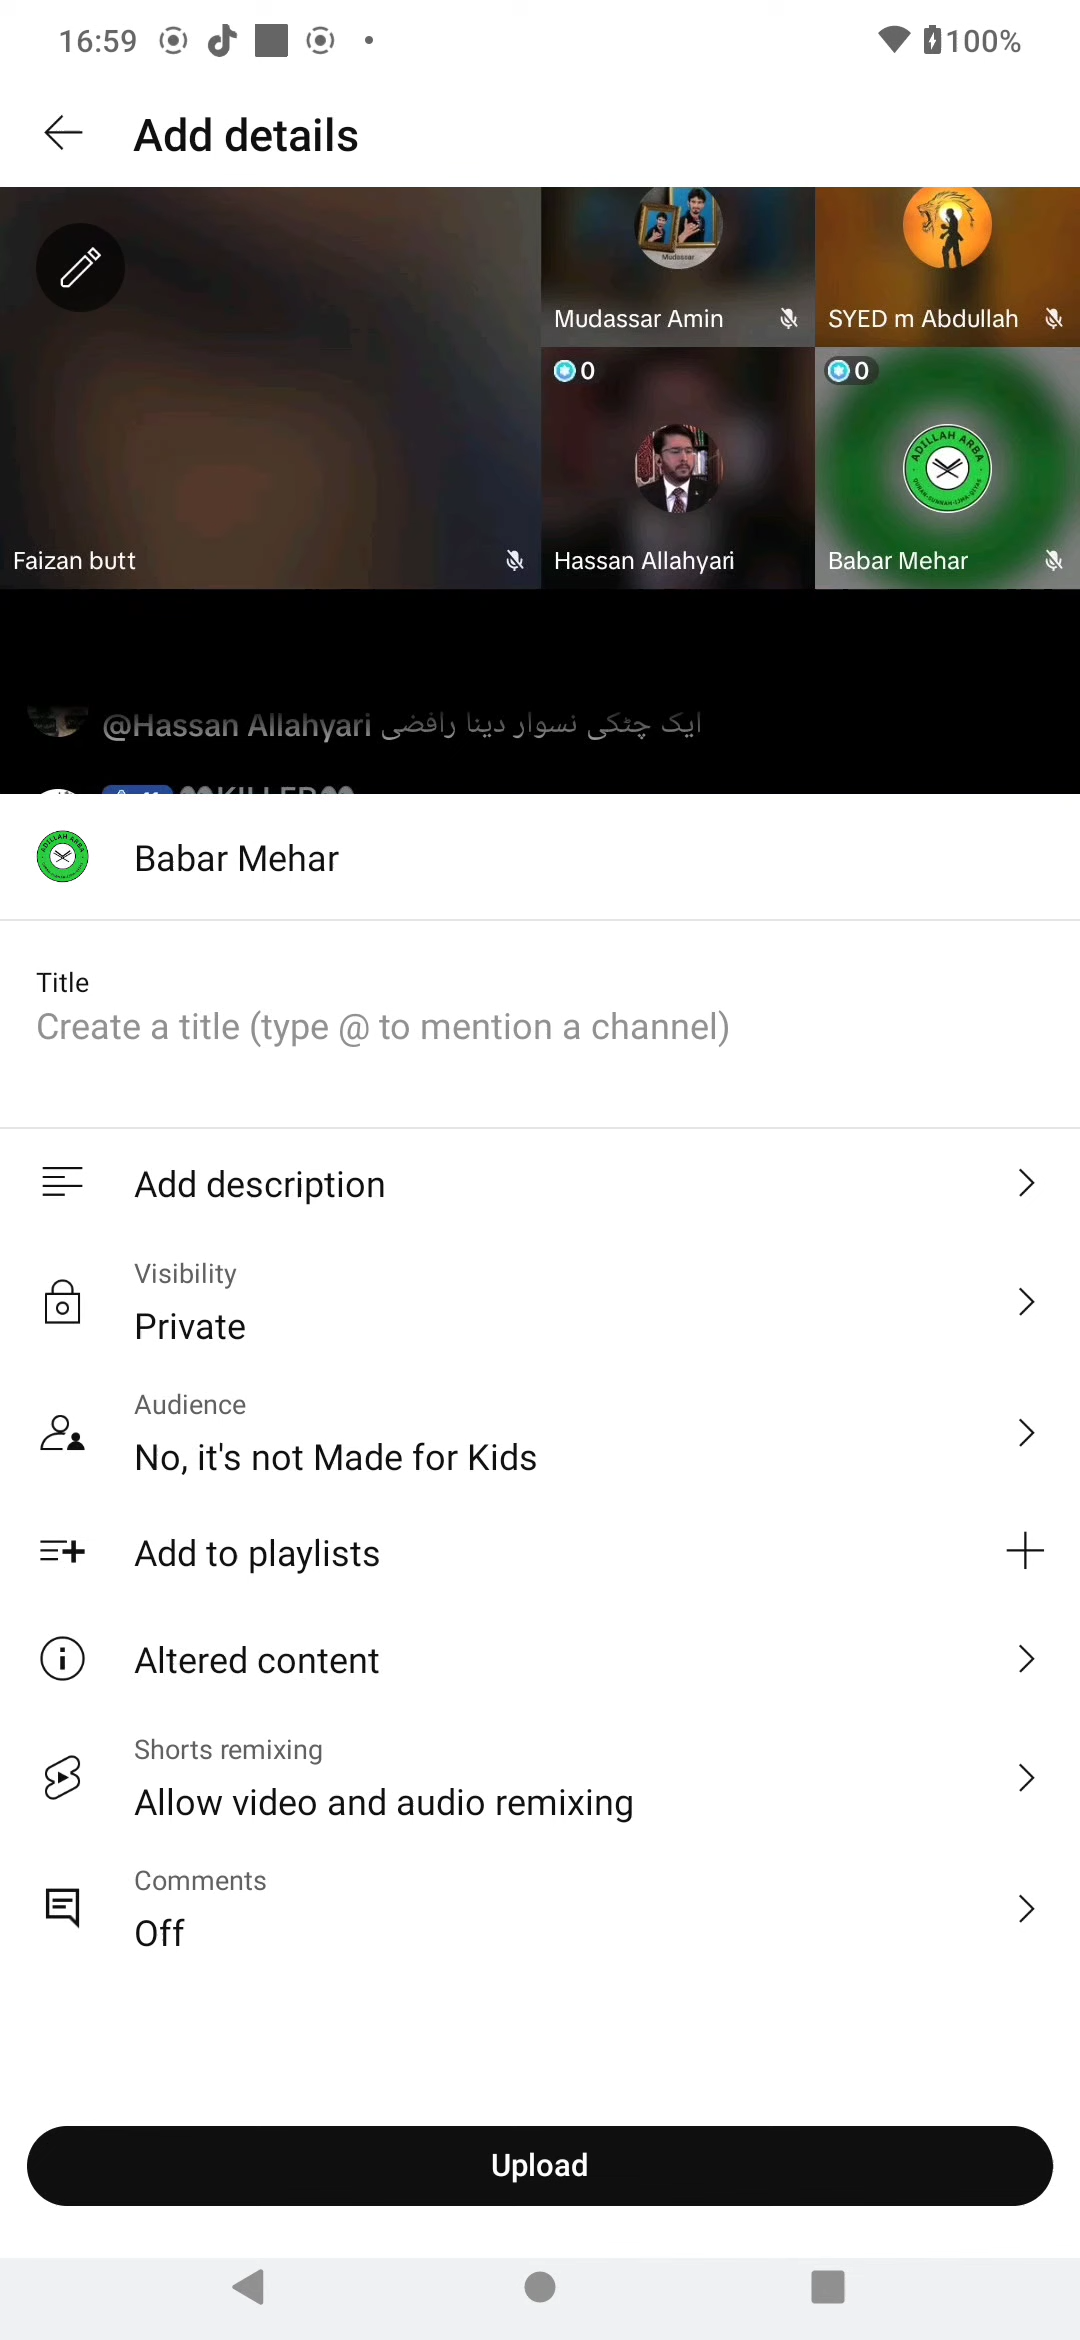 16:59
100%
Add details
Mudassar Amin
SYED m Abdullah
0
0
ADILLAH ARBA
Faizan butt
Hassan Allahyari
Babar Mehar
@Hassan Allahyari ایک چٹکی نسوار دینا رافضی
KILLER
Babar Mehar
Title
Create a title (type @ to mention a channel)
Add description
Visibility
Private
Audience
No, it's not Made for Kids
Add to playlists
Altered content
Shorts remixing
Allow video and audio remixing
Comments
Off
Upload